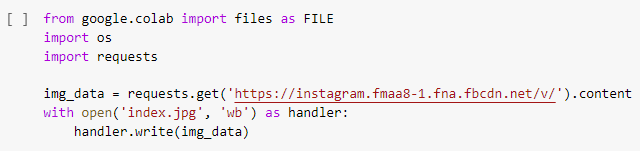 [ ] from google.colab import files as FILE
import os
import requests
img_data = requests.get('https://instagram.fmaa8-1.fna.fbcdn.net/v/').content
with open('index.jpg', 'wb') as handler:
handler.write(img_data)